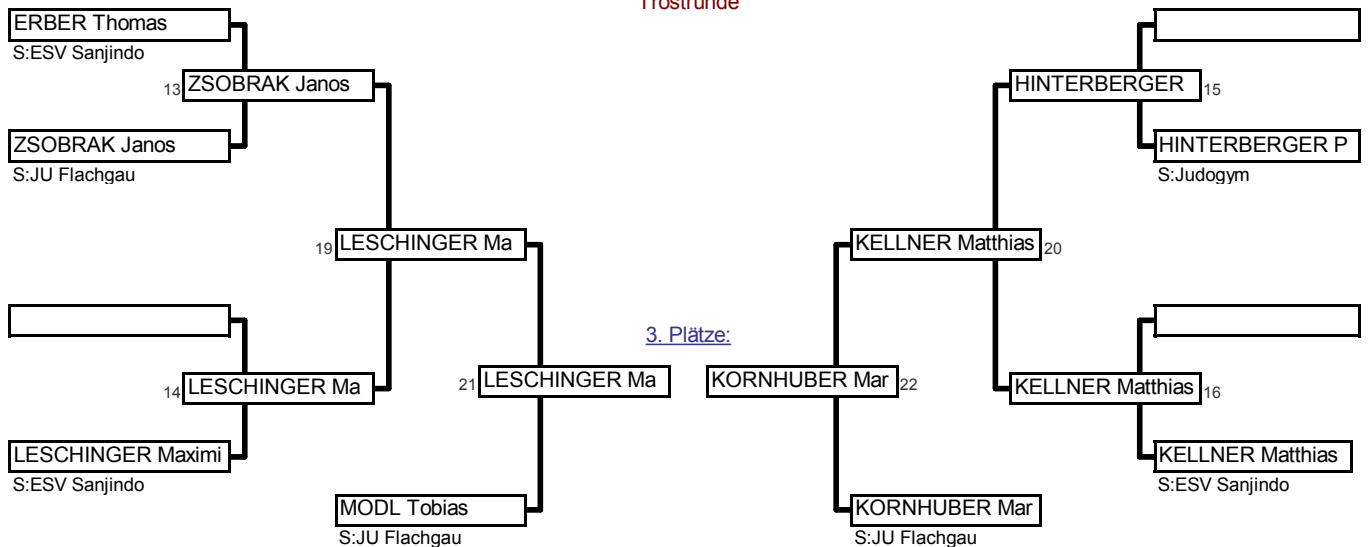 Trostrunde
ERBER Thomas
S:ESV Sanjindo
13 ZSOBRAK Janos
HINTERBERGER 15
ZSOBRAK Janos
S:JU Flachgau
HINTERBERGER P
S:Judogym
19 LESCHINGER Ma
KELLNER Matthias 20
3. Plätze:
14 LESCHINGER Ma
21 LESCHINGER Ma
KORNHUBER Mar 22
KELLNER Matthias 16
LESCHINGER Maximi
S:ESV Sanjindo
KELLNER Matthias
S:ESV Sanjindo
MODL Tobias
S:JU Flachgau
KORNHUBER Mar
S:JU Flachgau